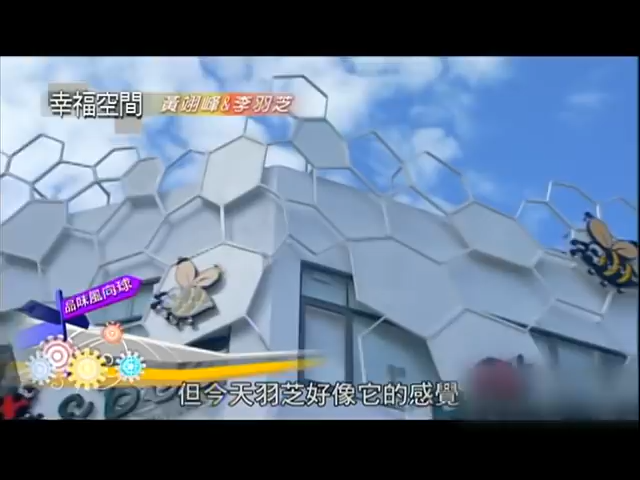 幸福空間
黃翊峰&李羽芝
品味風向球
但今天羽芝好像它的感覺